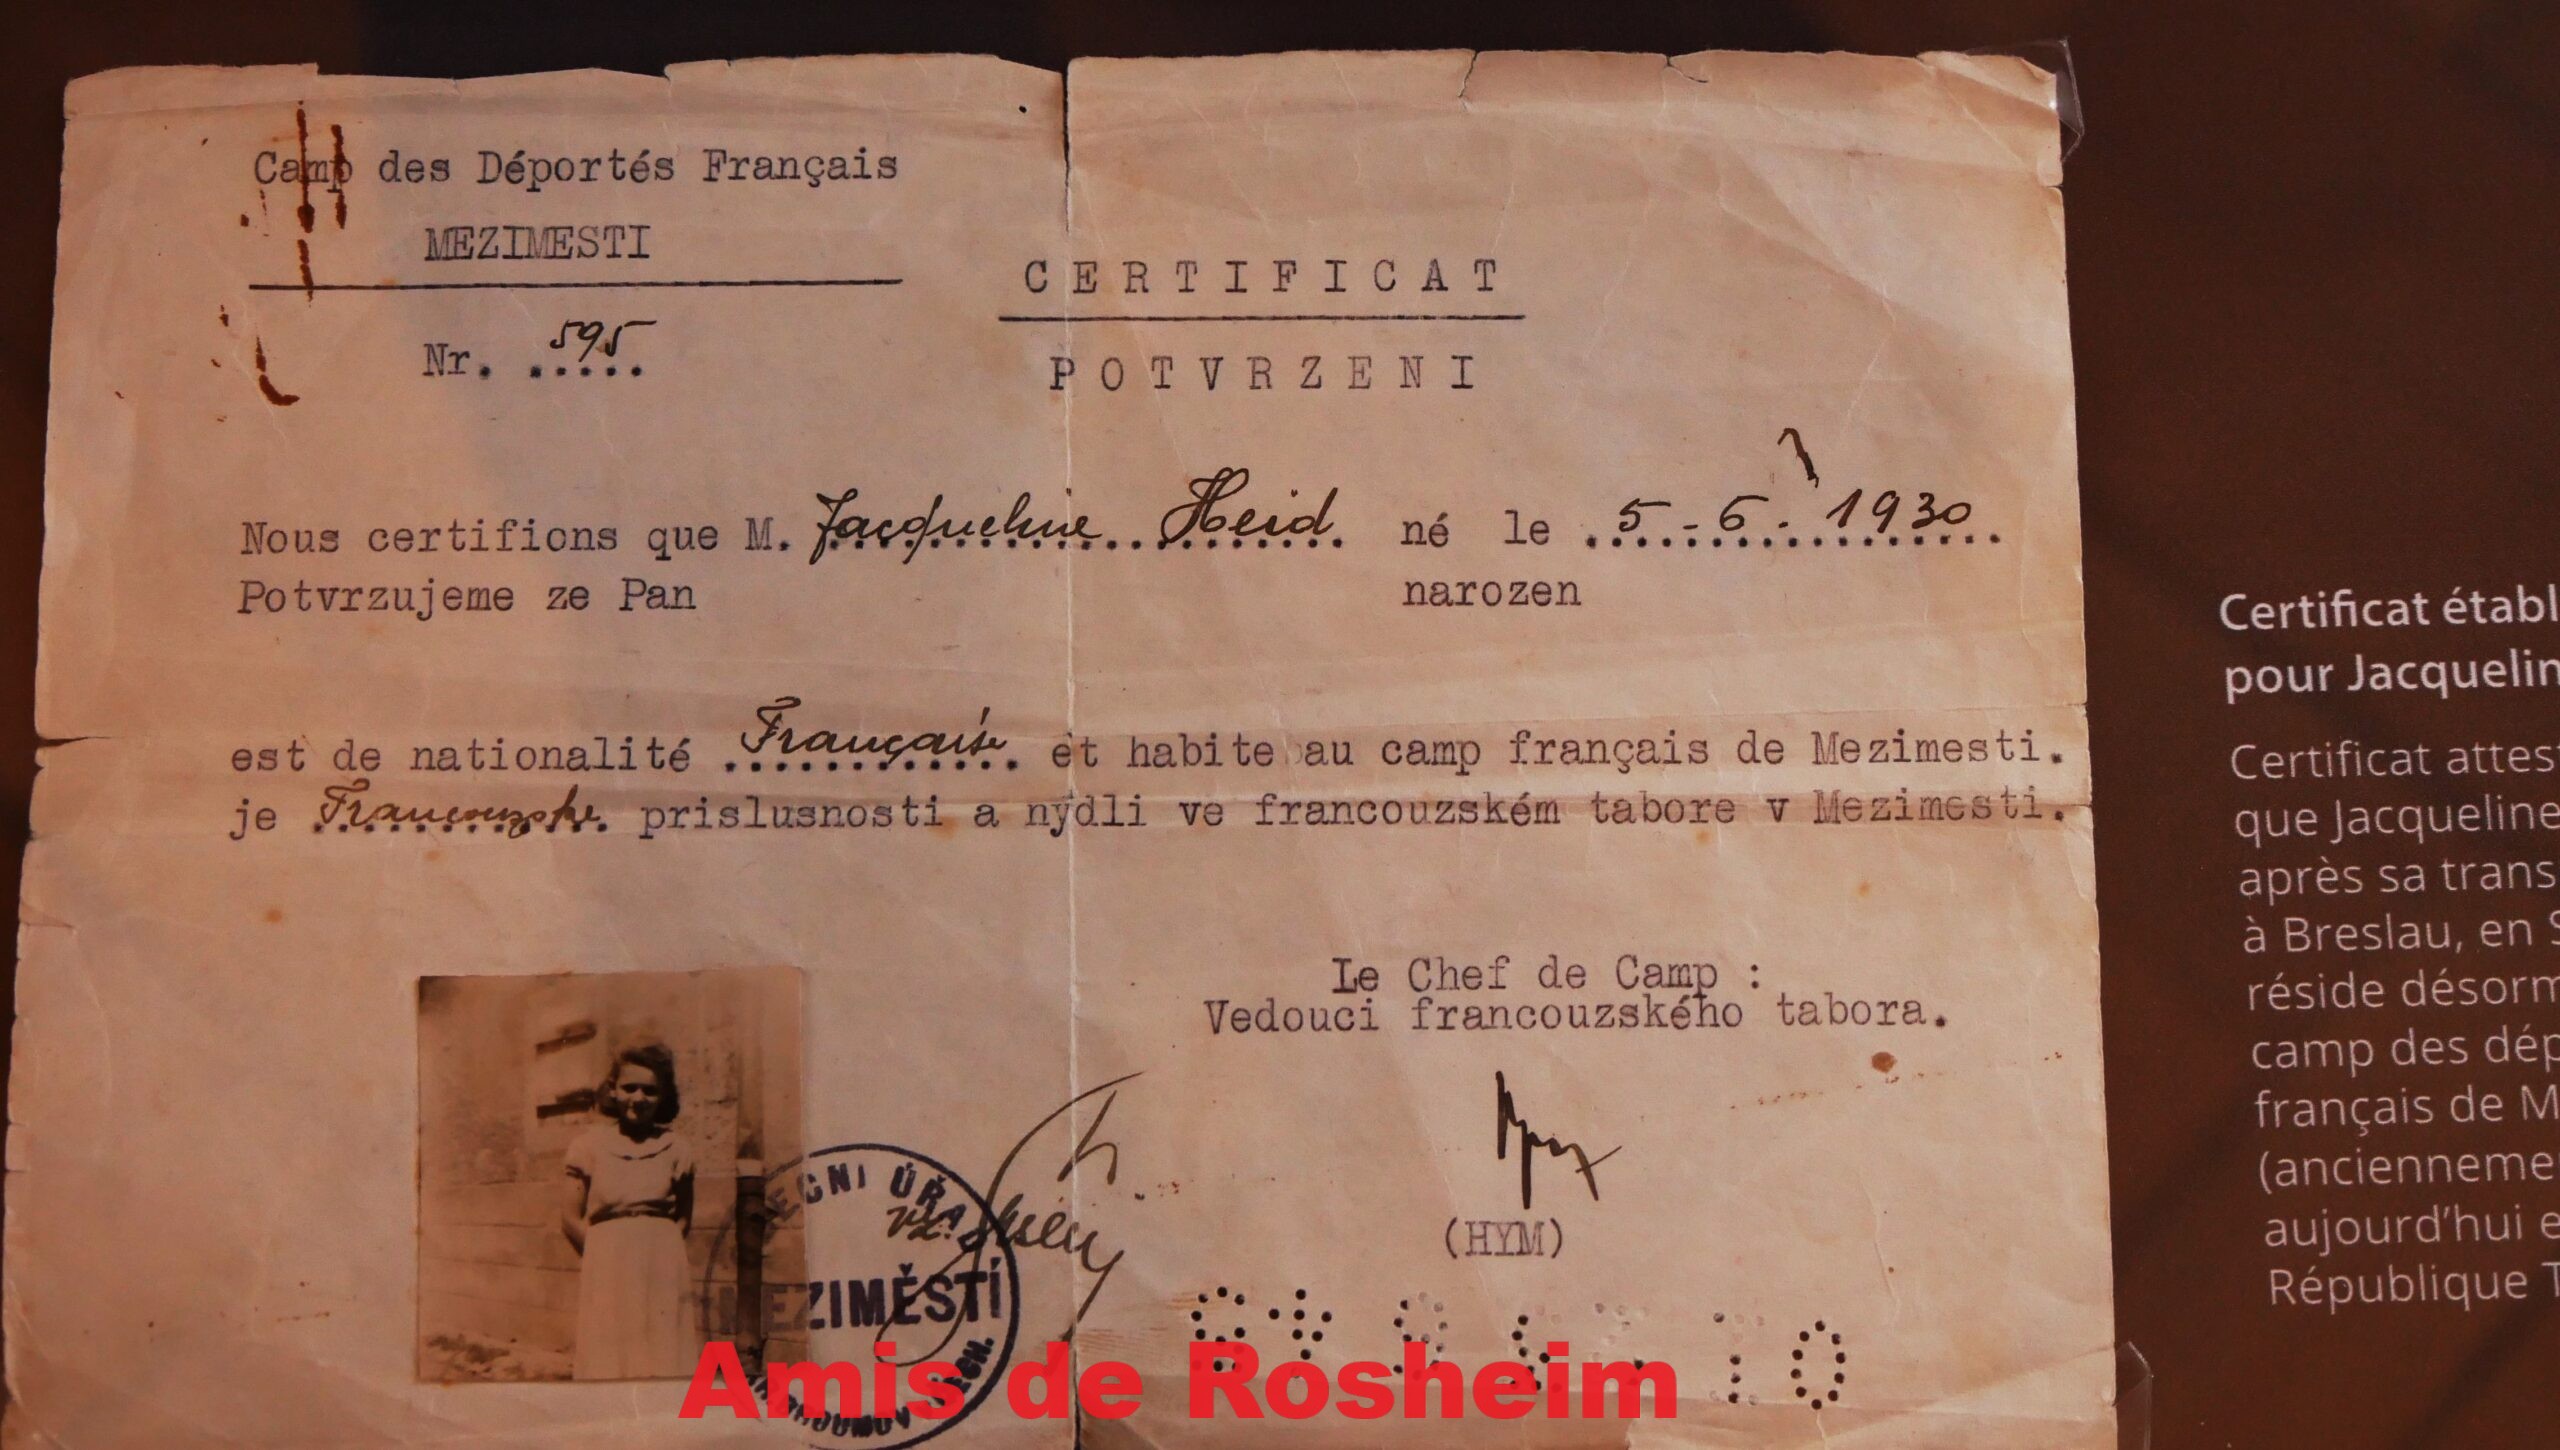 Camp des Déportés Français
MEZIMESTI
Nr. 595
CERTIFICAT
POTVRZENI
Nous certifions que M. Jacqueline Heid né le 5-6. 1930
Potvrzujeme ze Pan narozen
est de nationalité Française et habite au camp français de Mezimesti.
je Francouzske prislusnosti a nýdli ve francouzském tabore v Mezimesti.
Le Chef de Camp :
Vedouci francouzského tabora.
(HYM)
ECNI ÚŘA
MEZIMĚSTÍ
Amis de Rosheim
Certificat établ
pour Jacquelin
Certificat attes
que Jacqueline
après sa trans
à Breslau, en S
réside désorm
camp des dép
français de M
(ancienneme
aujourd'hui e
République T